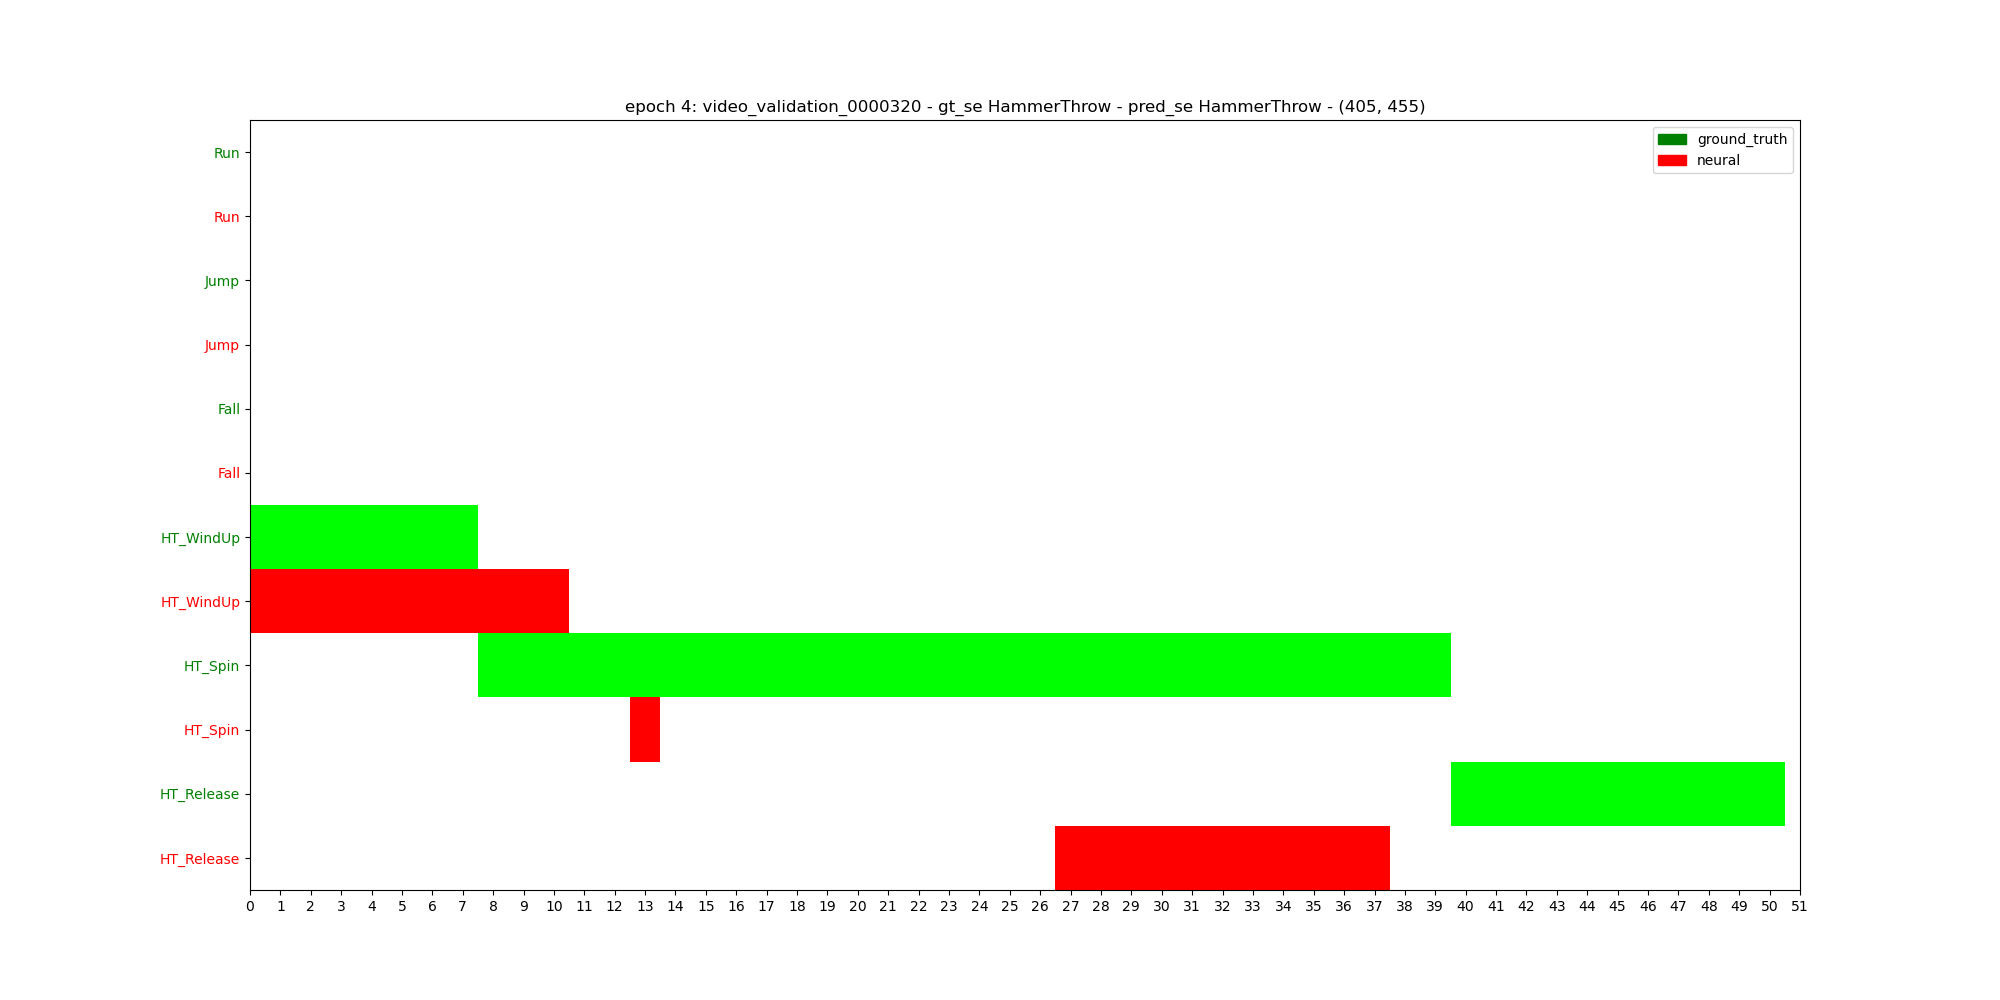 epoch 4: video_validation_0000320 - gt_se HammerThrow - pred_se HammerThrow - (405, 455)
ground_truth
neural
Run
Run
Jump
Jump
Fall
Fall
HT_WindUp
HT_WindUp
HT_Spin
HT_Spin
HT_Release
HT_Release
0 1 2 3 4 5 6 7 8 9 10 11 12 13 14 15 16 17 18 19 20 21 22 23 24 25 26 27 28 29 30 31 32 33 34 35 36 37 38 39 40 41 42 43 44 45 46 47 48 49 50 51